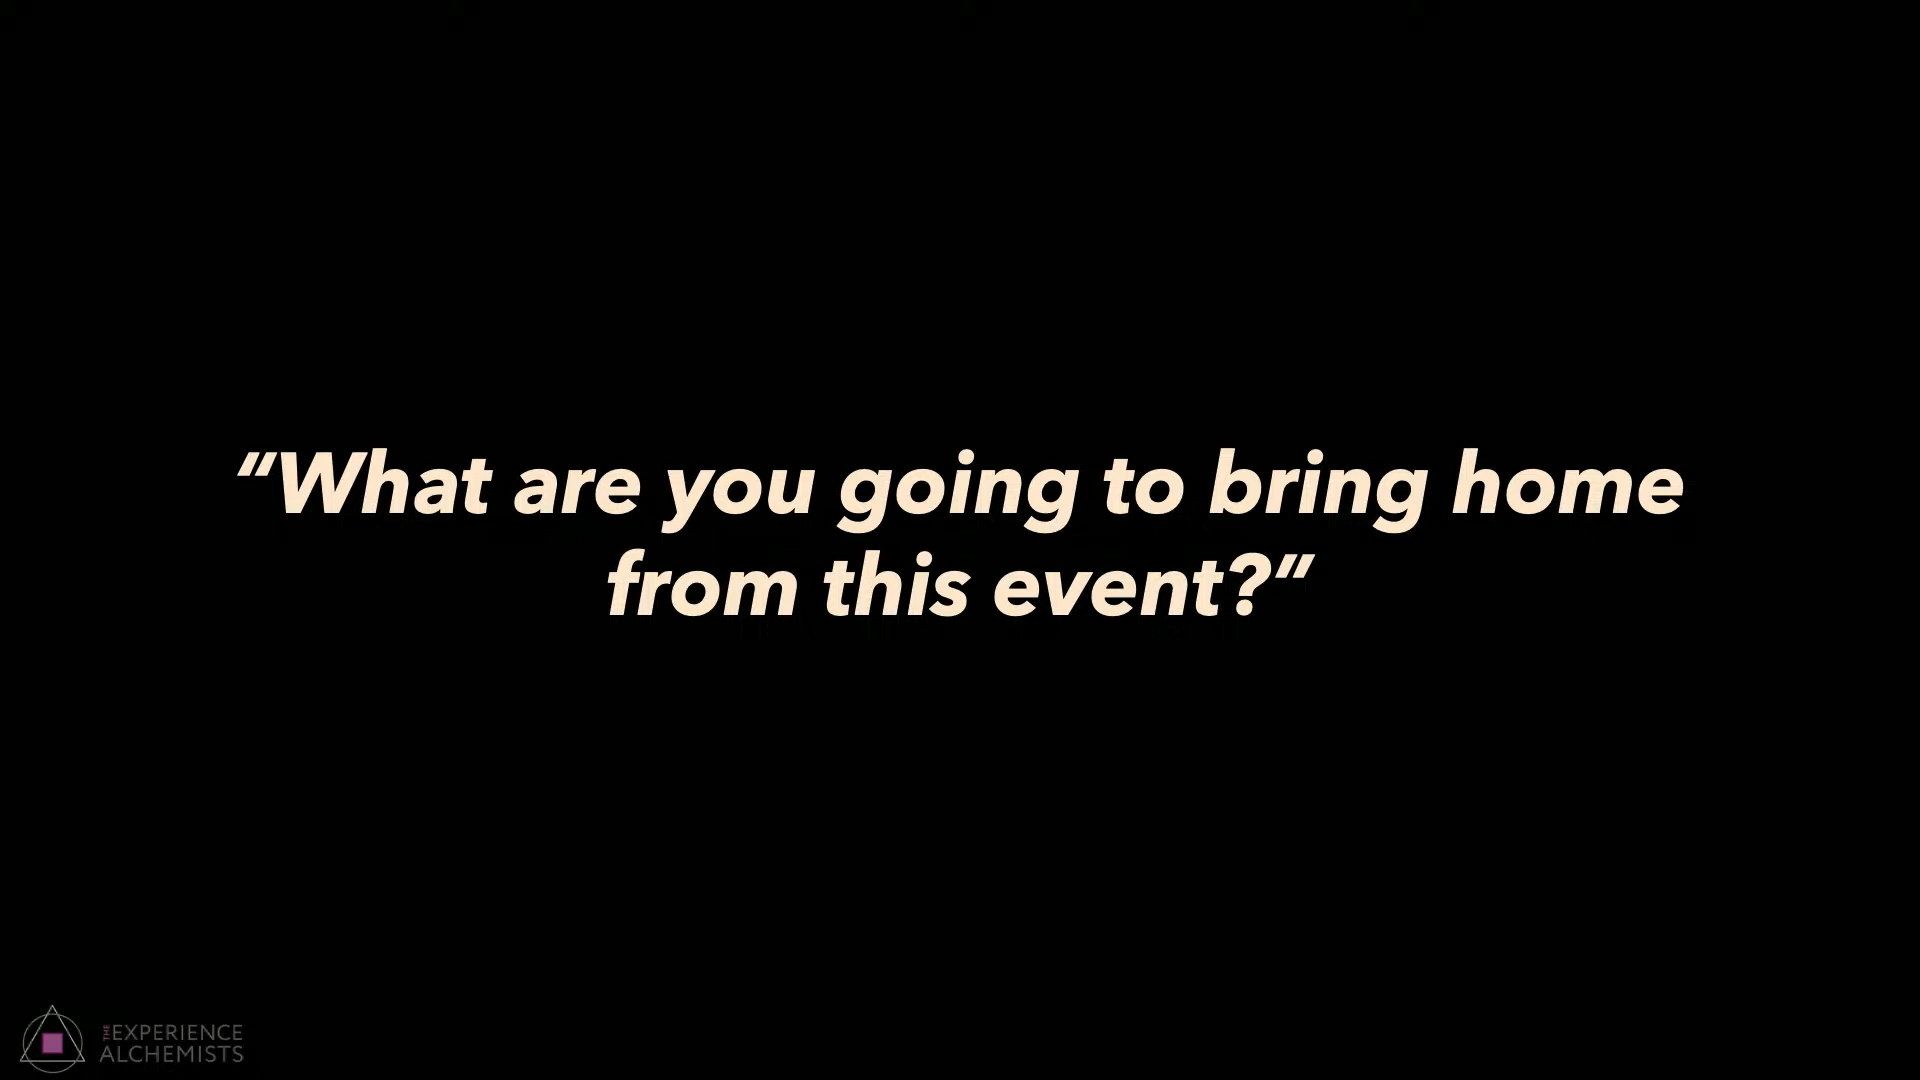 “What are you going to bring home
from this event?”
THE EXPERIENCE
ALCHEMISTS